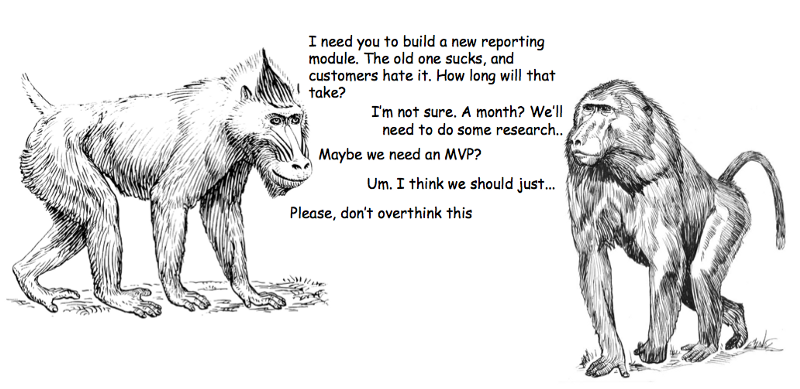 I need you to build a new reporting
module. The old one sucks, and
customers hate it. How long will that
take?
I'm not sure. A month? We'll
need to do some research..
Maybe we need an MVP?
Um. I think we should just...
Please, don't overthink this